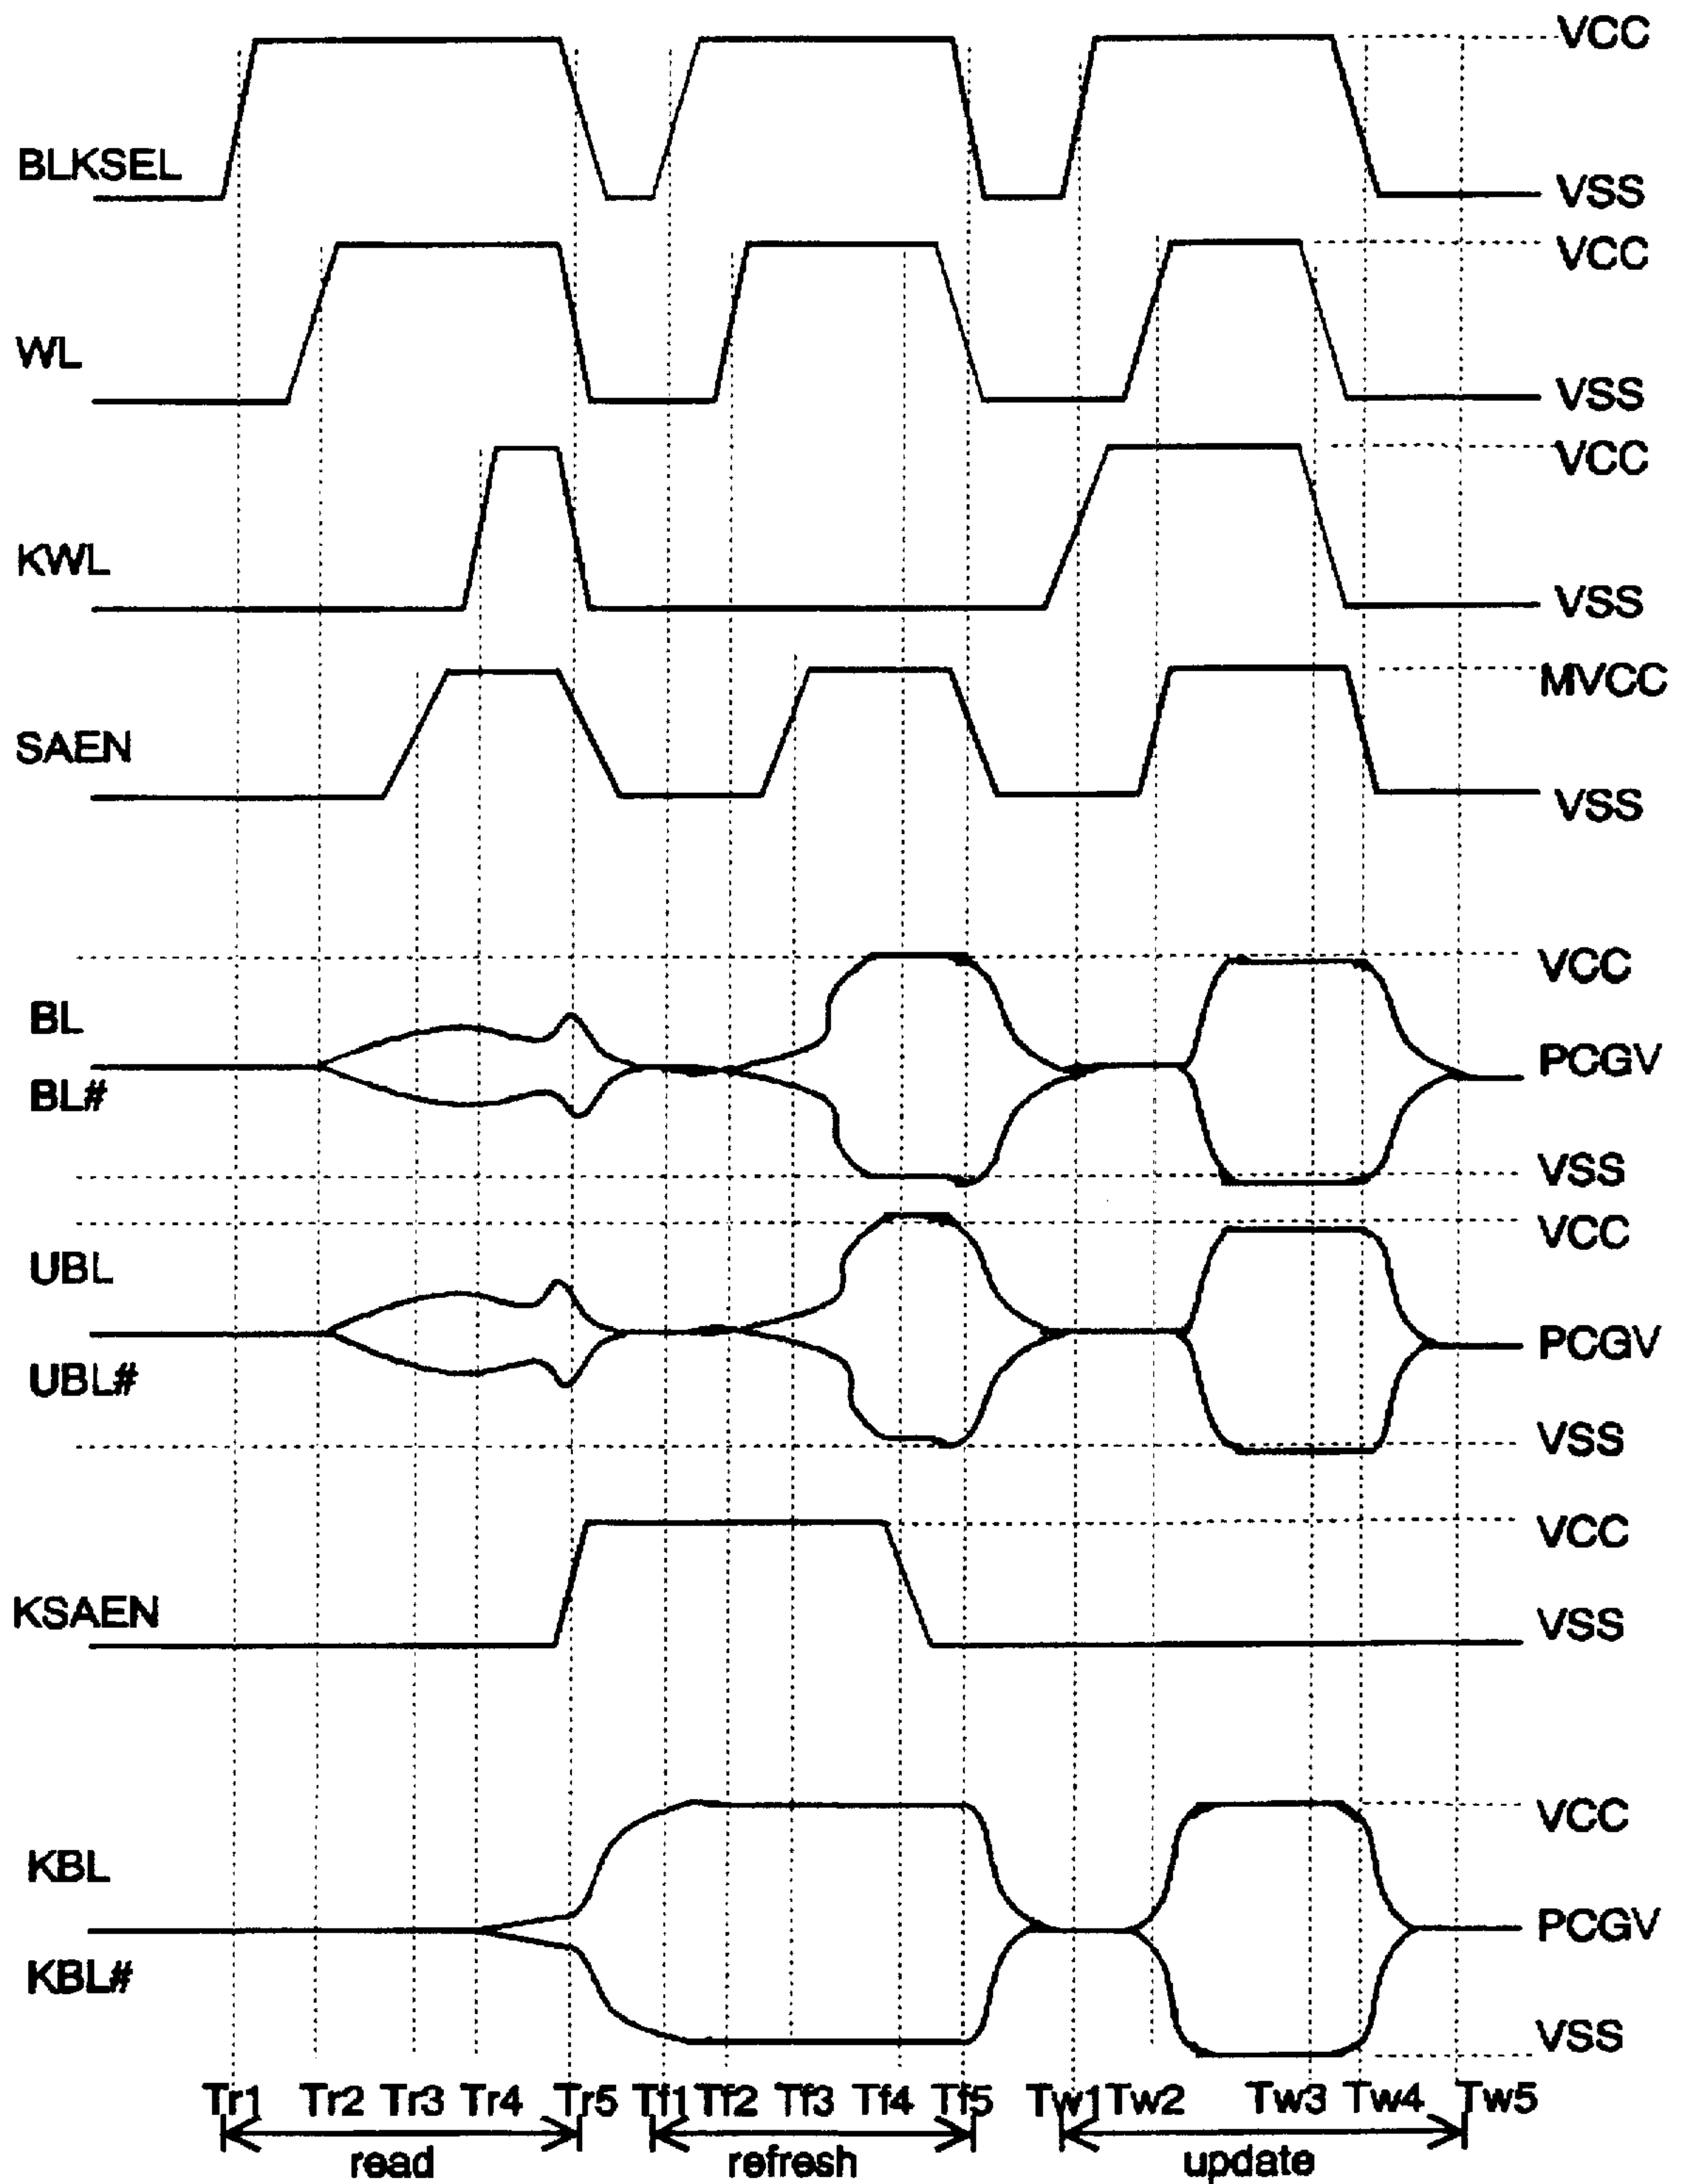 VCC
BLKSEL
VSS
VCC
WL
VSS
VCC
KWL
VSS
MVCC
SAEN
VSS
VCC
BL
PCGV
BL#
VSS
VCC
UBL
PCGV
UBL#
VSS
VCC
KSAEN
VSS
VCC
KBL
PCGV
KBL#
VSS
Tr1 Tr2 Tr3 Tr4 Tr5 Tf1 Tf2 Tf3 Tf4 Tf5 Tw1 Tw2 Tw3 Tw4 Tw5
read refresh update